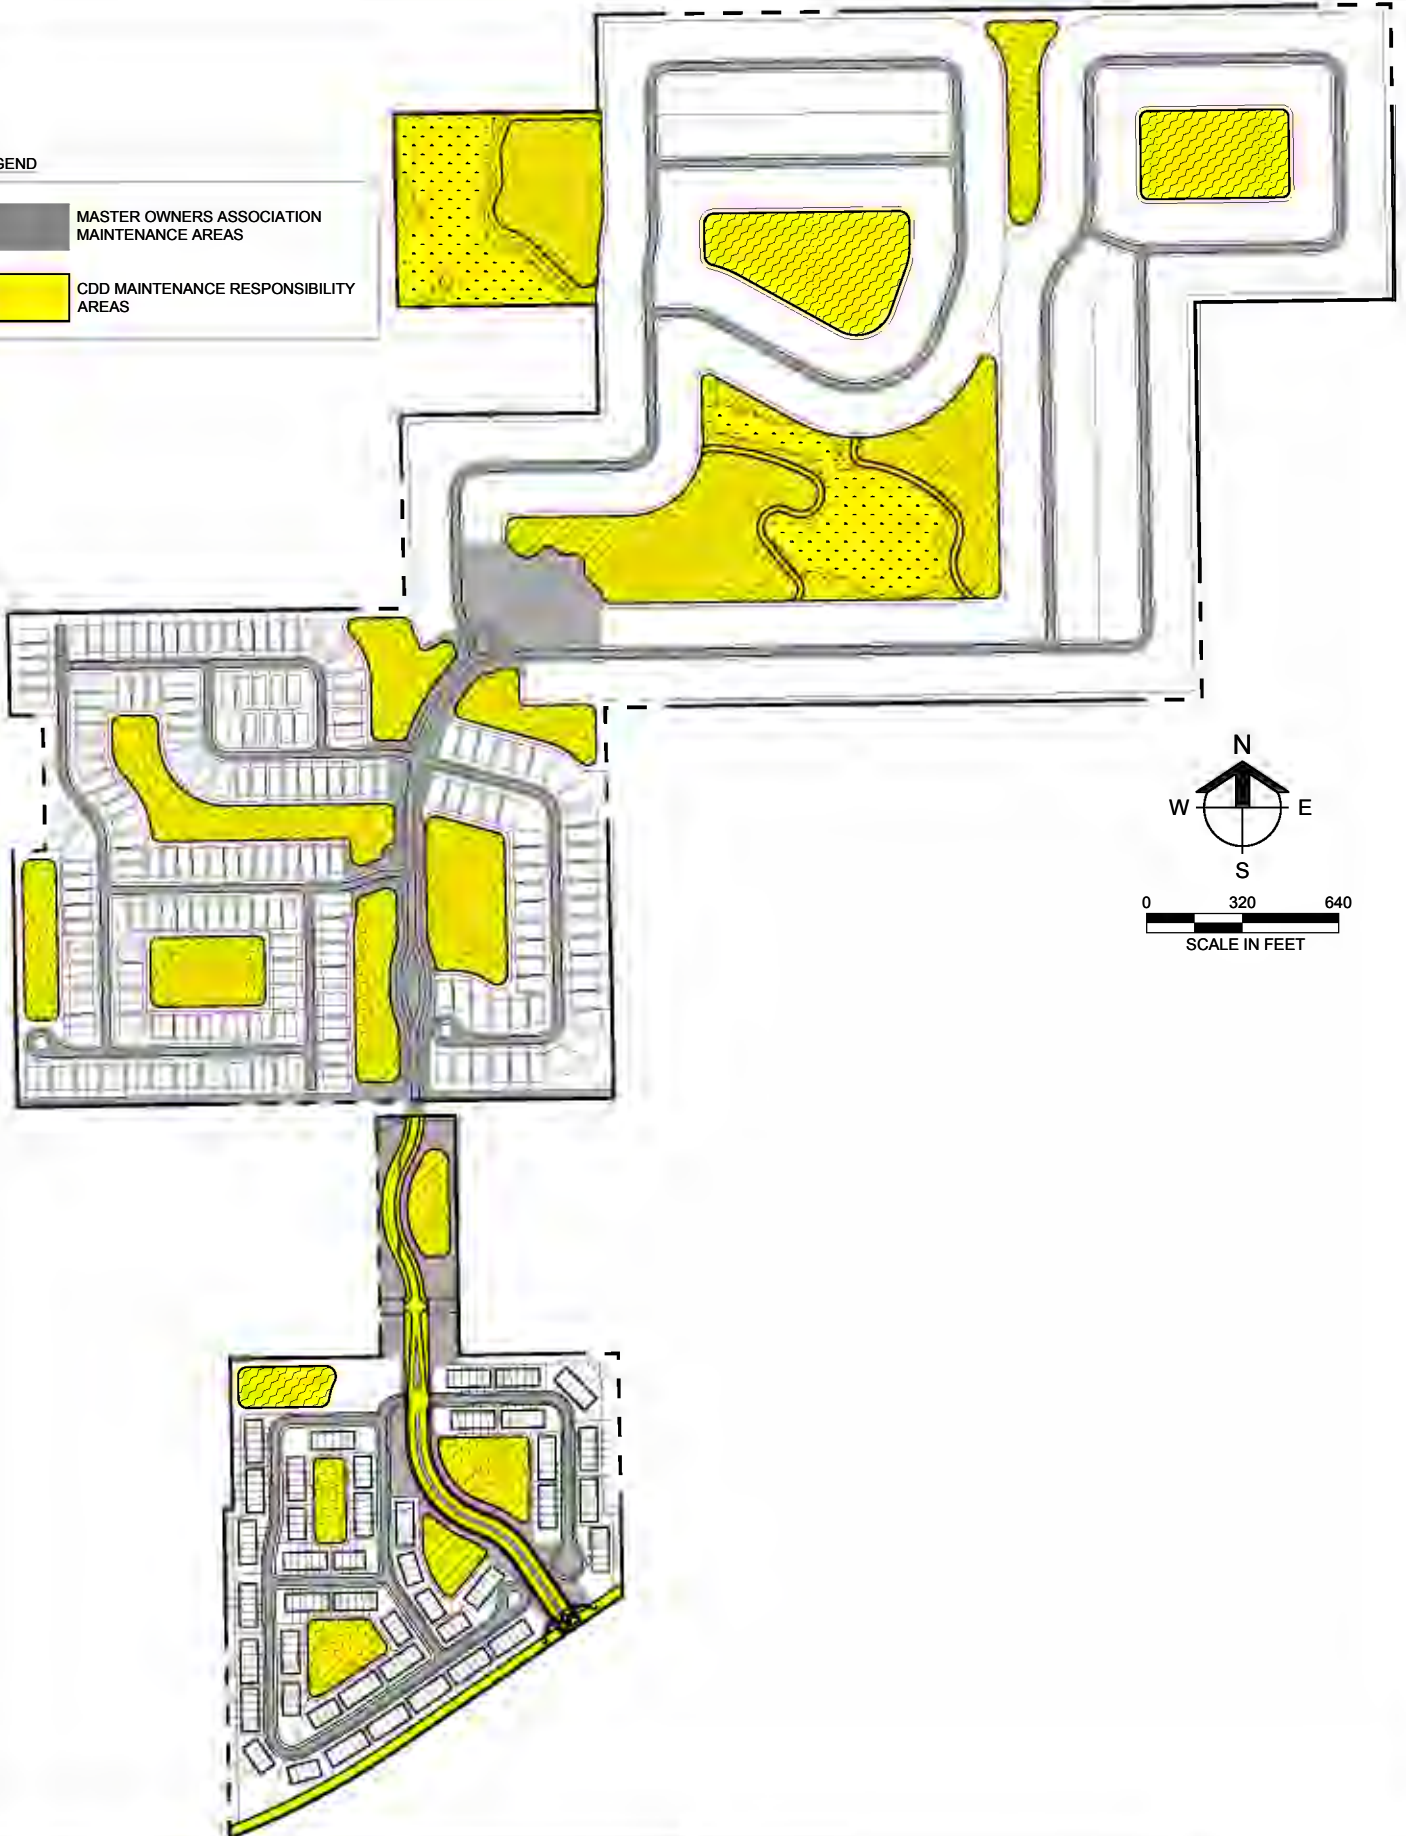 GEND
MASTER OWNERS ASSOCIATION
MAINTENANCE AREAS
CDD MAINTENANCE RESPONSIBILITY
AREAS
N
W E
S
0 320 640
SCALE IN FEET